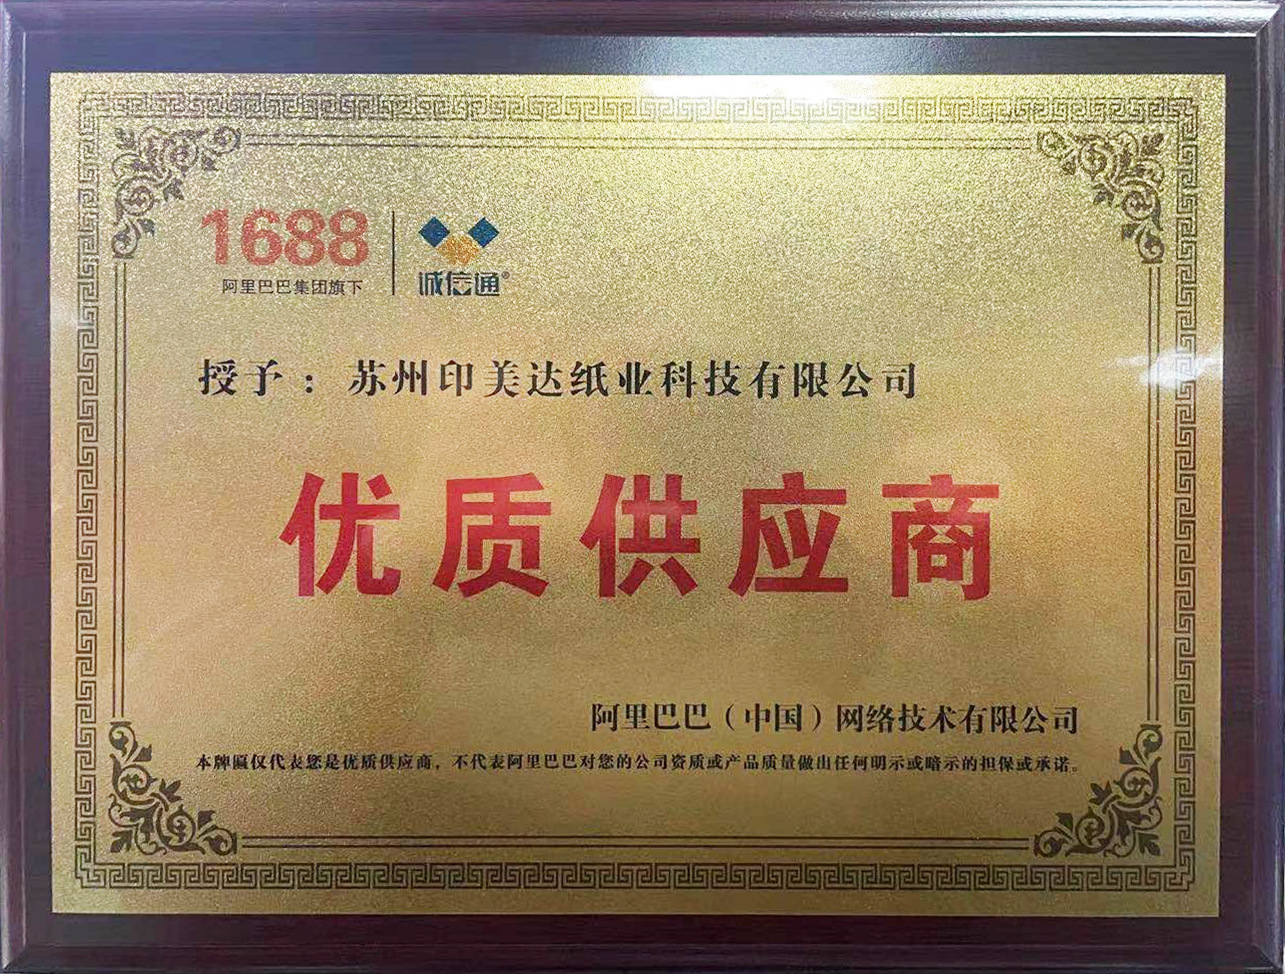 1688
阿里巴巴集团旗下
诚信通®
授予：苏州印美达纸业科技有限公司
优质供应商
阿里巴巴（中国）网络技术有限公司
本牌匾仅代表您是优质供应商，不代表阿里巴巴对您的公司资质或产品质量做出任何明示或暗示的担保或承诺。